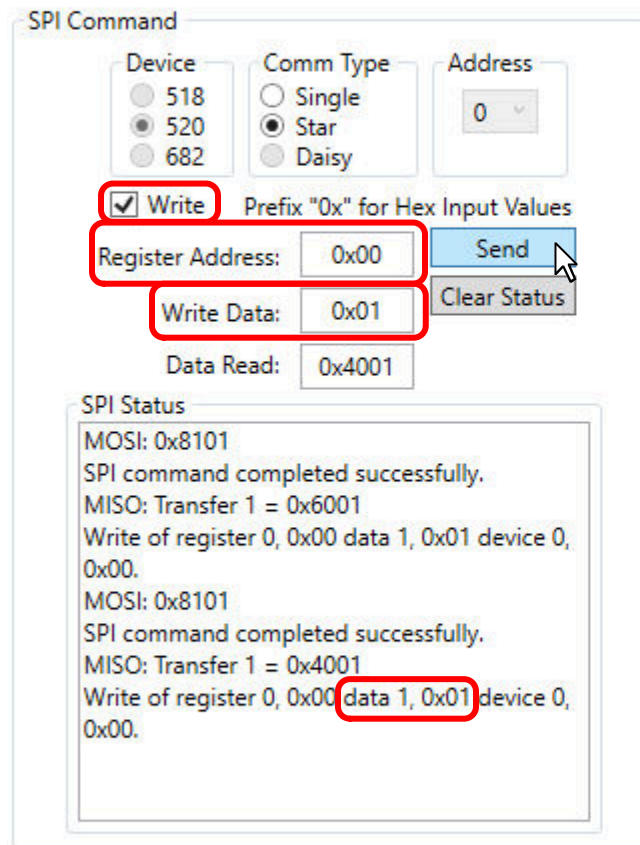 SPI Command
Device Comm Type Address
518 Single
520 Star 0
682 Daisy
Write Prefix "0x" for Hex Input Values
Register Address: 0x00 Send
Write Data: 0x01 Clear Status
Data Read: 0x4001
SPI Status
MOSI: 0x8101
SPI command completed successfully.
MISO: Transfer 1 = 0x6001
Write of register 0, 0x00 data 1, 0x01 device 0,
0x00.
MOSI: 0x8101
SPI command completed successfully.
MISO: Transfer 1 = 0x4001
Write of register 0, 0x00 data 1, 0x01 device 0,
0x00.